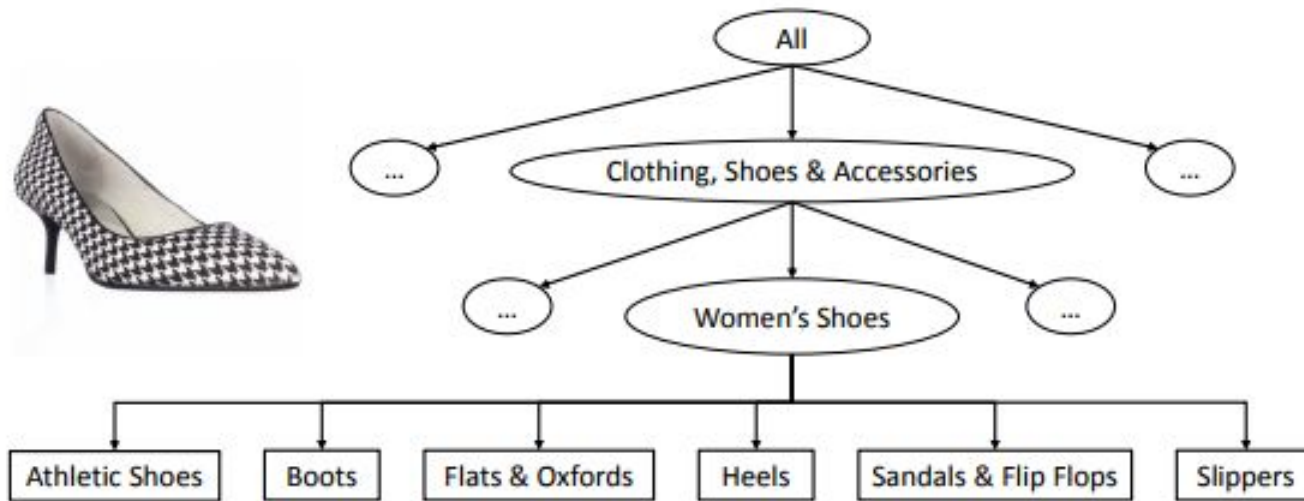 All
...
Clothing, Shoes & Accessories
...
...
Women's Shoes
...
Athletic Shoes
Boots
Flats & Oxfords
Heels
Sandals & Flip Flops
Slippers